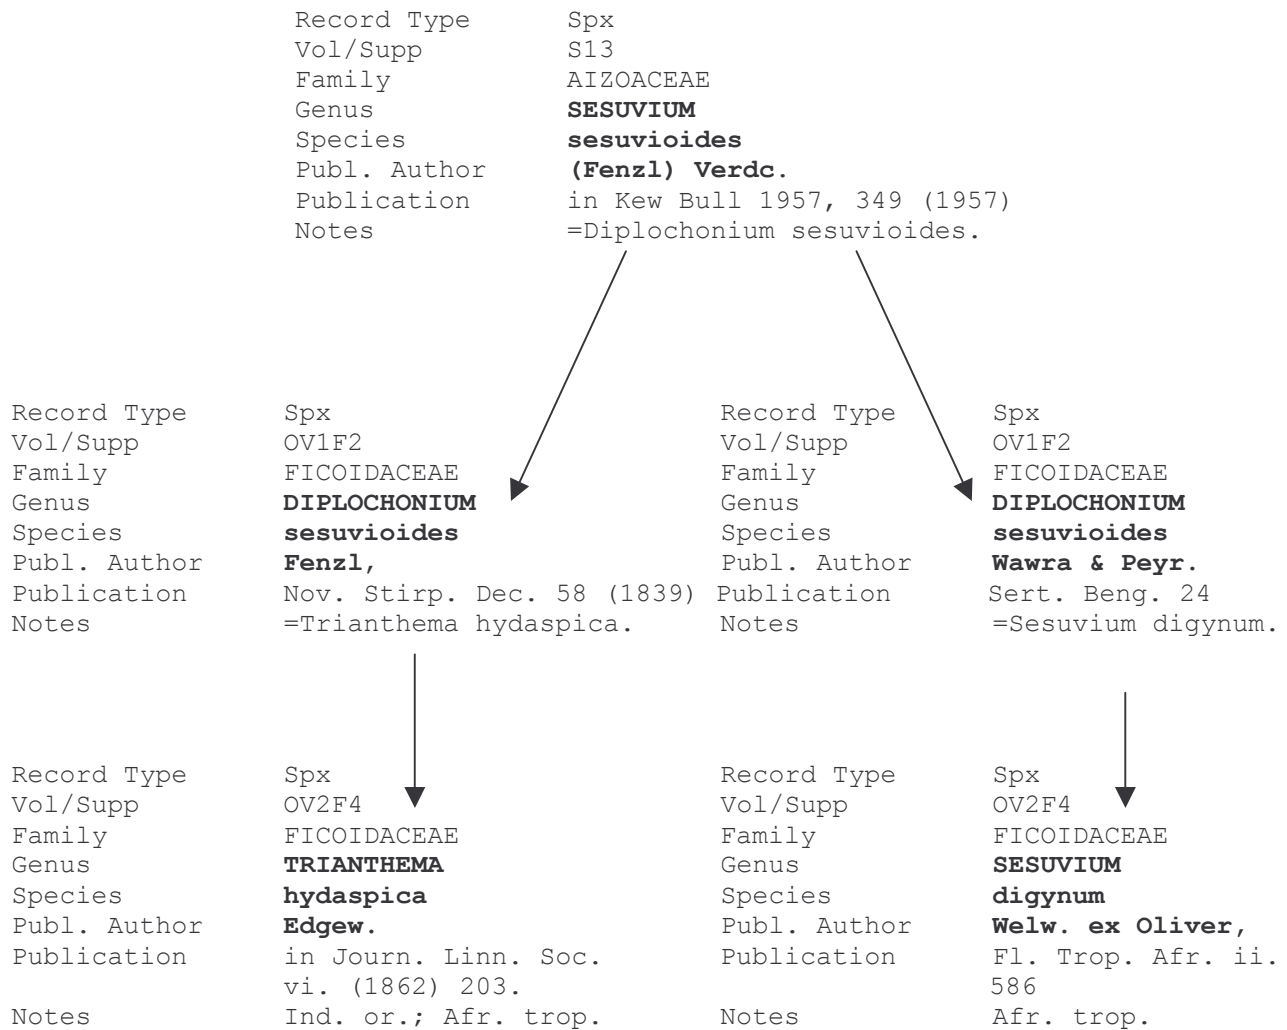 Record Type Spx
Vol/Supp S13
Family AIZOACEAE
Genus SESUVIUM
Species sesuvioides
Publ. Author (Fenzl) Verdc.
Publication in Kew Bull 1957, 349 (1957)
Notes =Diplochonium sesuvioides.
Record Type Spx
Vol/Supp OV1F2
Family FICOIDACEAE
Genus DIPLOCHONIUM
Species sesuvioides
Publ. Author Fenzl,
Publication Nov. Stirp. Dec. 58 (1839)
Notes =Trianthema hydaspica.
Record Type Spx
Vol/Supp OV1F2
Family FICOIDACEAE
Genus DIPLOCHONIUM
Species sesuvioides
Publ. Author Wawra & Peyr.
Publication Sert. Beng. 24
Notes =Sesuvium digynum.
Record Type Spx
Vol/Supp OV2F4
Family FICOIDACEAE
Genus TRIANTHEMA
Species hydaspica
Publ. Author Edgew.
Publication in Journ. Linn. Soc.
vi. (1862) 203.
Notes Ind. or.; Afr. trop.
Record Type Spx
Vol/Supp OV2F4
Family FICOIDACEAE
Genus SESUVIUM
Species digynum
Publ. Author Welw. ex Oliver,
Publication Fl. Trop. Afr. ii.
586
Notes Afr. trop.